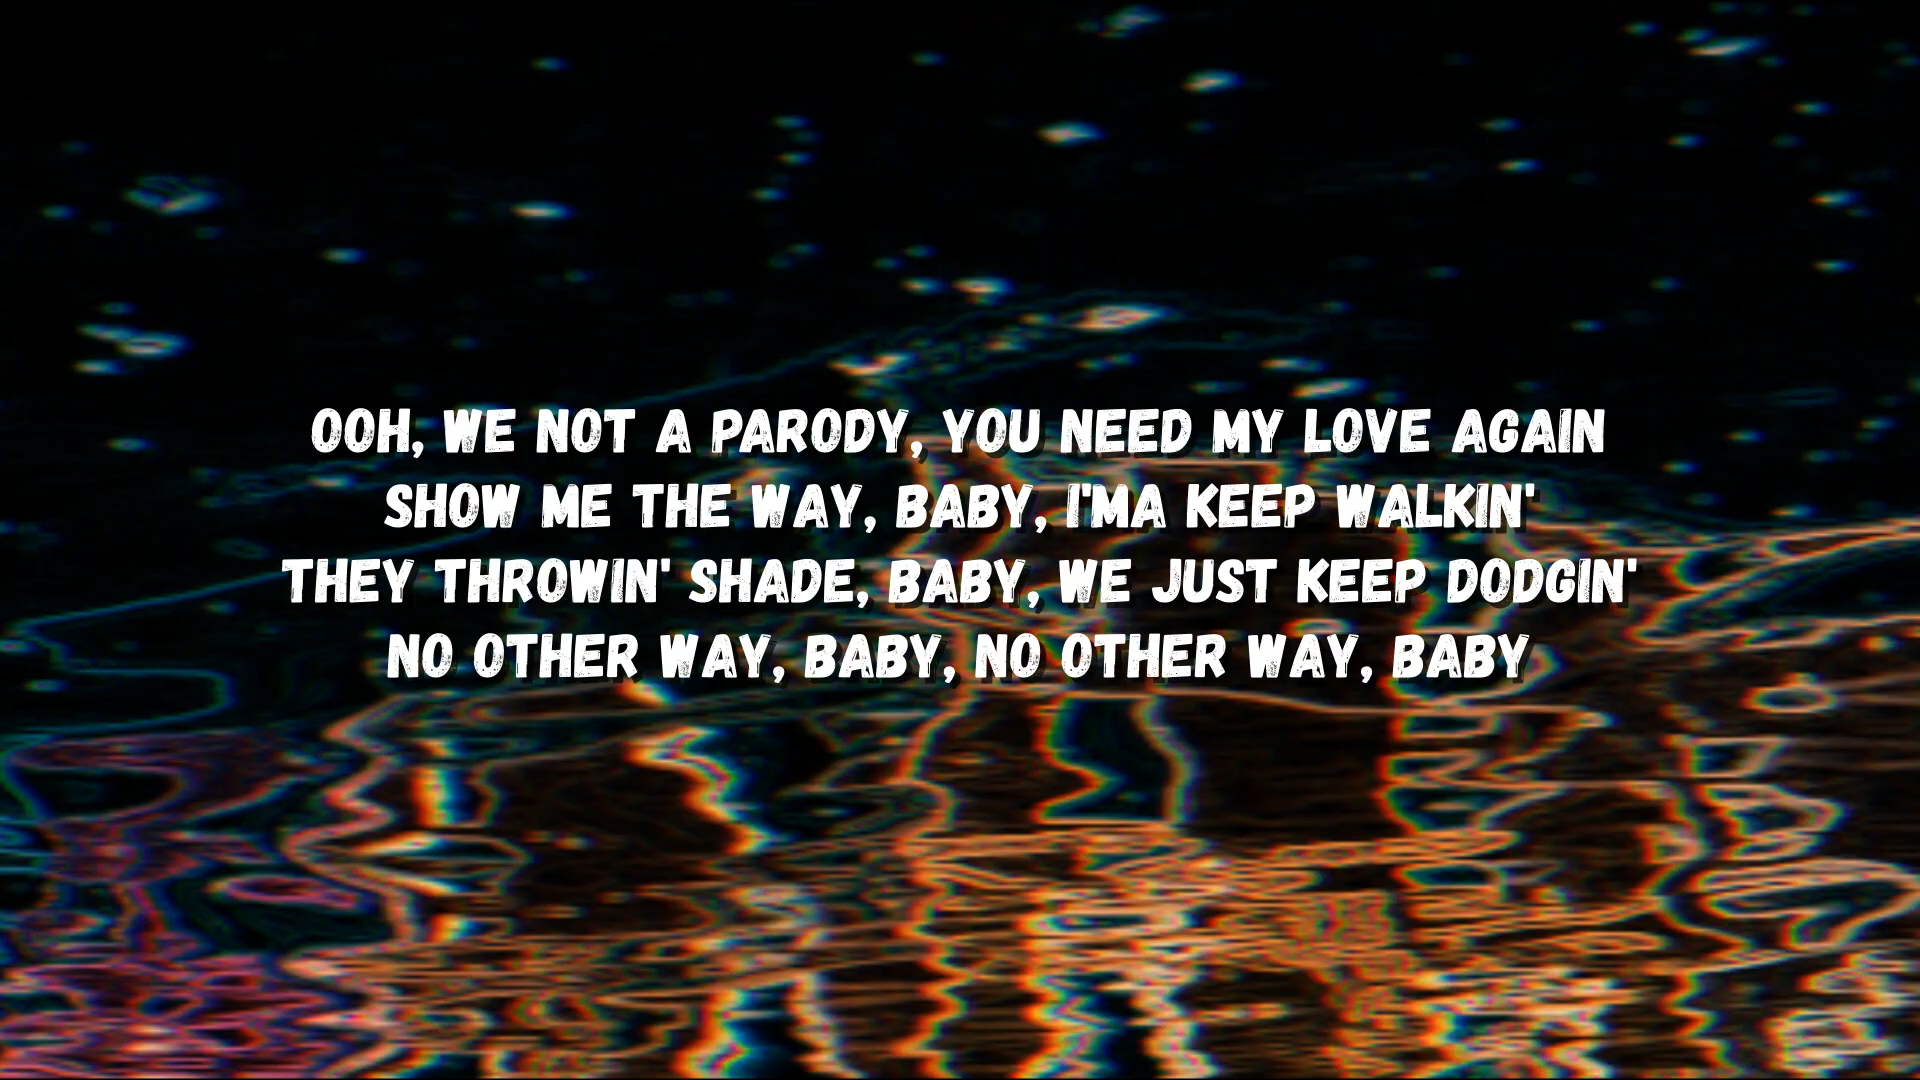 OOH, WE NOT A PARODY, YOU NEED MY LOVE AGAIN
SHOW ME THE WAY, BABY, I'MA KEEP WALKIN'
THEY THROWIN' SHADE, BABY, WE JUST KEEP DODGIN'
NO OTHER WAY, BABY, NO OTHER WAY, BABY